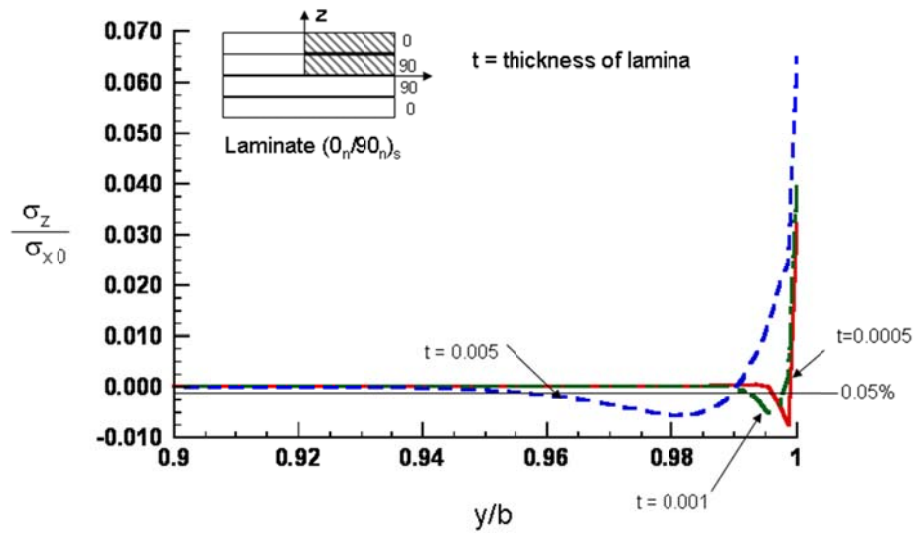 0.070
0.060
0.050
0.040
0.030
0.020
0.010
0.000
-0.010
σz
σx0
z
0
90
90
0
Laminate (0n/90n)s
t = thickness of lamina
t = 0.005
t=0.0005
0.05%
t = 0.001
0.9 0.92 0.94 0.96 0.98 1
y/b